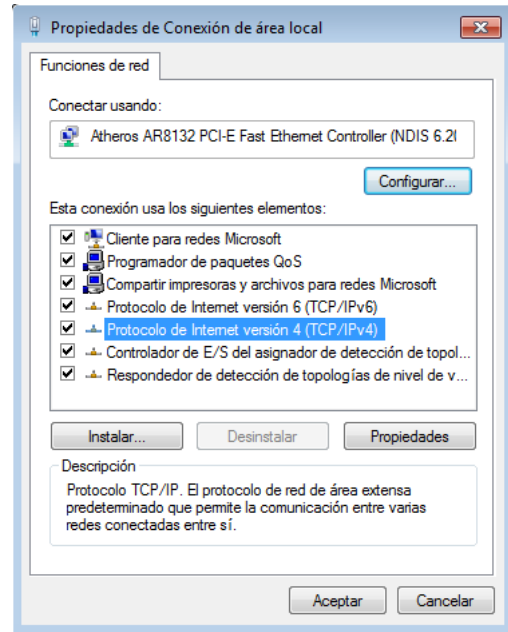 Propiedades de Conexión de área local
Funciones de red
Conectar usando:
Atheros AR8132 PCI-E Fast Ethernet Controller (NDIS 6.2(
Configurar...
Esta conexión usa los siguientes elementos:
Cliente para redes Microsoft
Programador de paquetes QoS
Compartir impresoras y archivos para redes Microsoft
Protocolo de Internet versión 6 (TCP/IPv6)
Protocolo de Internet versión 4 (TCP/IPv4)
Controlador de E/S del asignador de detección de topol...
Respondedor de detección de topologías de nivel de v...
Instalar...
Desinstalar
Propiedades
Descripción
Protocolo TCP/IP. El protocolo de red de área extensa
predeterminado que permite la comunicación entre varias
redes conectadas entre sí.
Aceptar
Cancelar